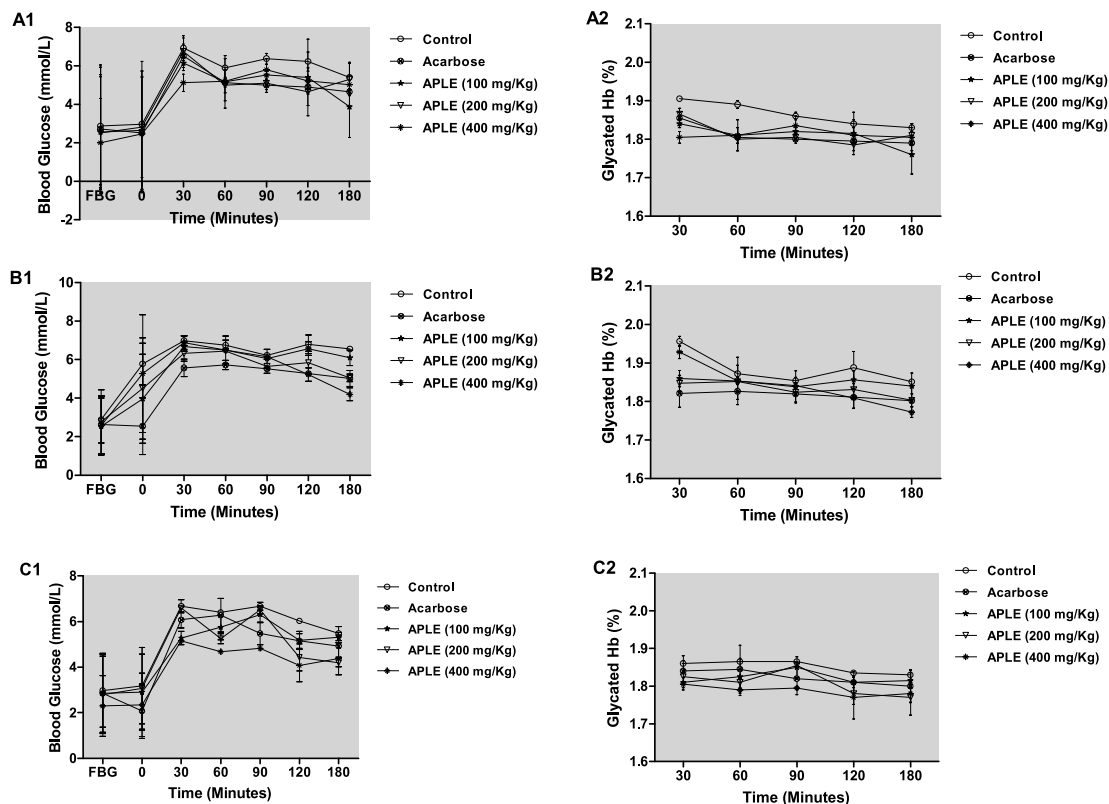 A1
Blood Glucose (mmol/L)
8
6
4
2
0
-2
FBG 0 30 60 90 120 180
Time (Minutes)
Control
Acarbose
APLE (100 mg/Kg)
APLE (200 mg/Kg)
APLE (400 mg/Kg)
A2
Glycated Hb (%)
2.1
2.0
1.9
1.8
1.7
1.6
30 60 90 120 180
Time (Minutes)
Control
Acarbose
APLE (100 mg/Kg)
APLE (200 mg/Kg)
APLE (400 mg/Kg)
B1
Blood Glucose (mmol/L)
10
8
6
4
2
0
FBG 0 30 60 90 120 180
Time (Minutes)
Control
Acarbose
APLE (100 mg/Kg)
APLE (200 mg/Kg)
APLE (400 mg/Kg)
B2
Glycated Hb (%)
2.1
2.0
1.9
1.8
1.7
1.6
30 60 90 120 180
Time (Minutes)
Control
Acarbose
APLE (100 mg/Kg)
APLE (200 mg/Kg)
APLE (400 mg/Kg)
C1
Blood Glucose (mmol/L)
8
6
4
2
0
FBG 0 30 60 90 120 180
Time (Minutes)
Control
Acarbose
APLE (100 mg/Kg)
APLE (200 mg/Kg)
APLE (400 mg/Kg)
C2
Glycated Hb (%)
2.1
2.0
1.9
1.8
1.7
1.6
30 60 90 120 180
Time (Minutes)
Control
Acarbose
APLE (100 mg/Kg)
APLE (200 mg/Kg)
APLE (400 mg/Kg)